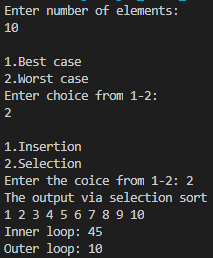 Enter number of elements:
10
1.Best case
2.Worst case
Enter choice from 1-2:
2
1.Insertion
2.Selection
Enter the coice from 1-2: 2
The output via selection sort
1 2 3 4 5 6 7 8 9 10
Inner loop: 45
Outer loop: 10